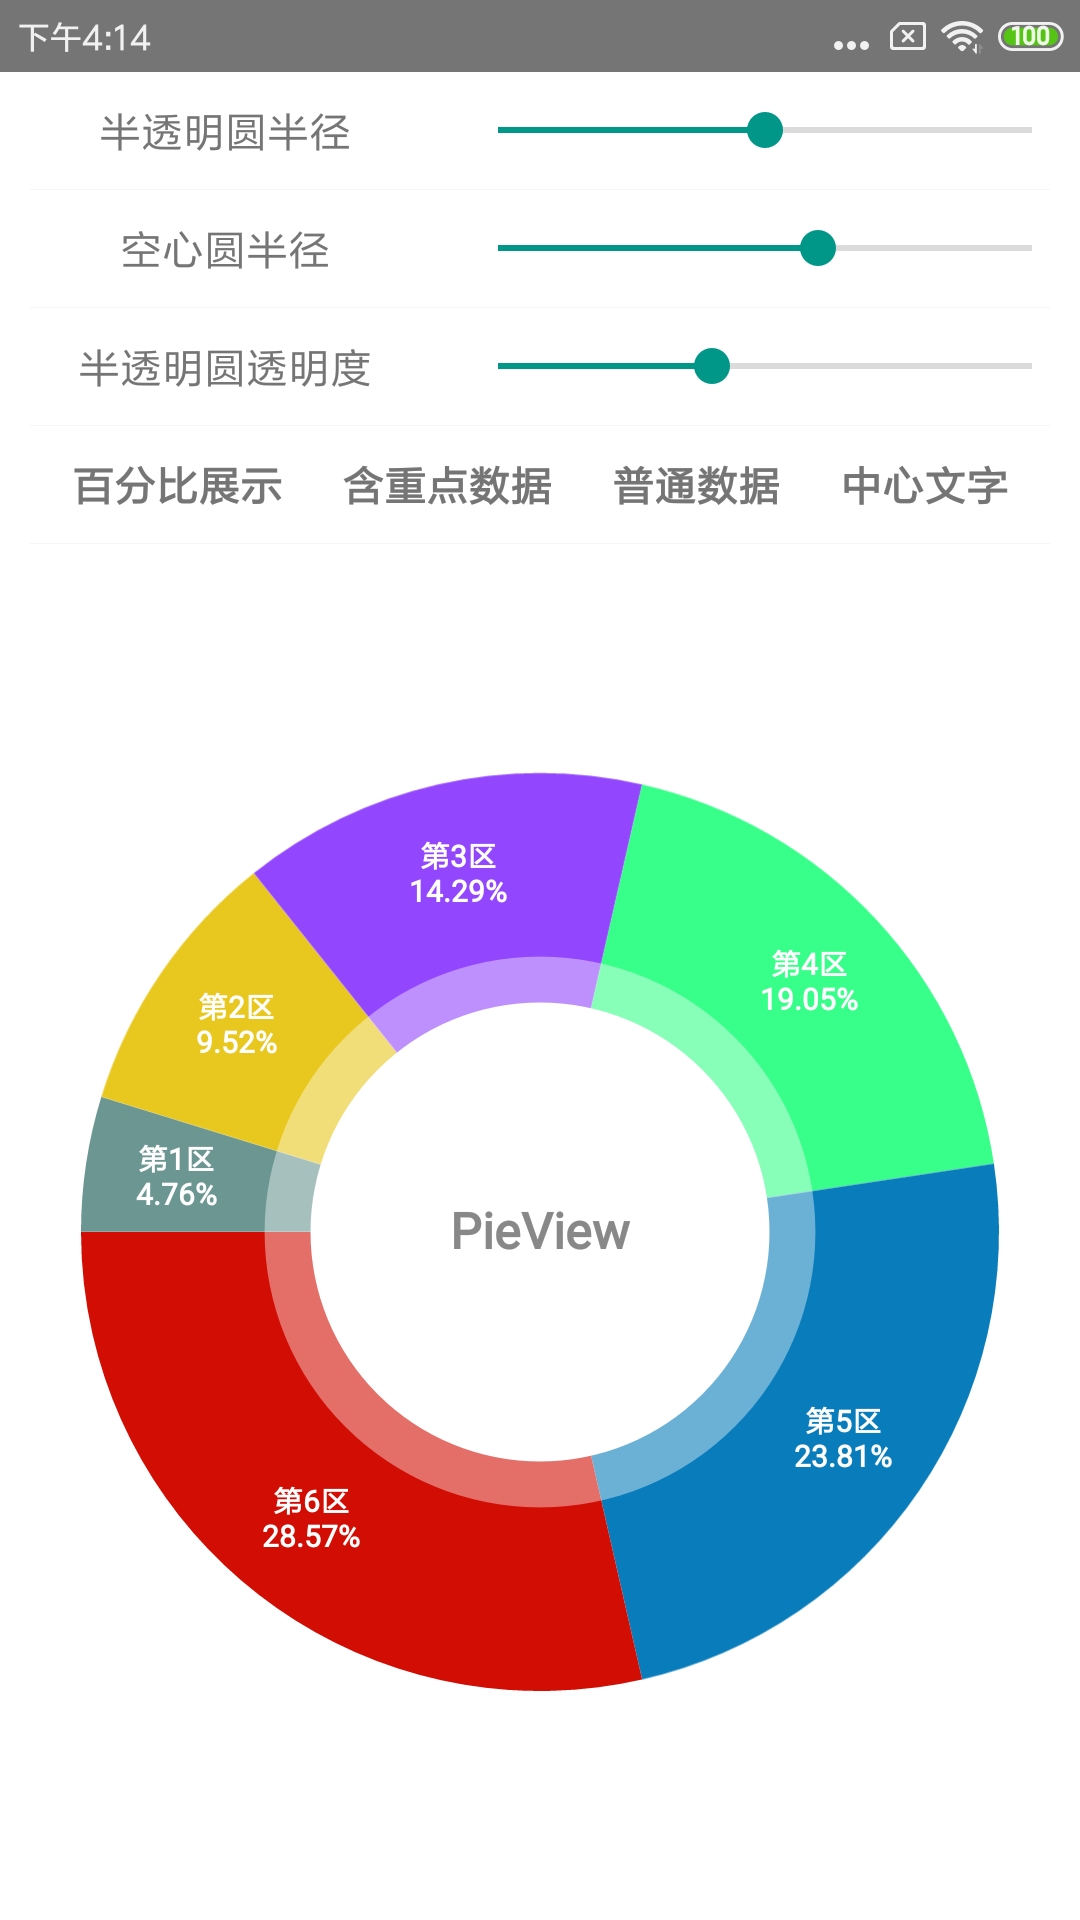 下午4:14
100
半透明圆半径
空心圆半径
半透明圆透明度
百分比展示 含重点数据 普通数据 中心文字
第3区
14.29%
第4区
19.05%
第2区
9.52%
第1区
4.76%
PieView
第5区
23.81%
第6区
28.57%